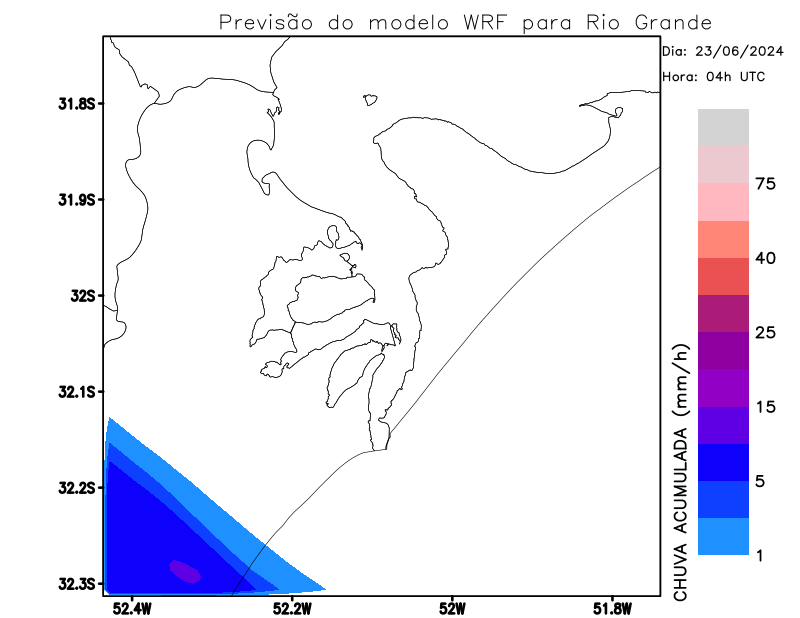 Previsão do modelo WRF para Rio Grande
Dia: 23/06/2024
Hora: 04h UTC
31.8S
31.9S
32S
32.1S
32.2S
32.3S
52.4W
52.2W
52W
51.8W
CHUVA ACUMULADA (mm/h)
75
40
25
15
5
1